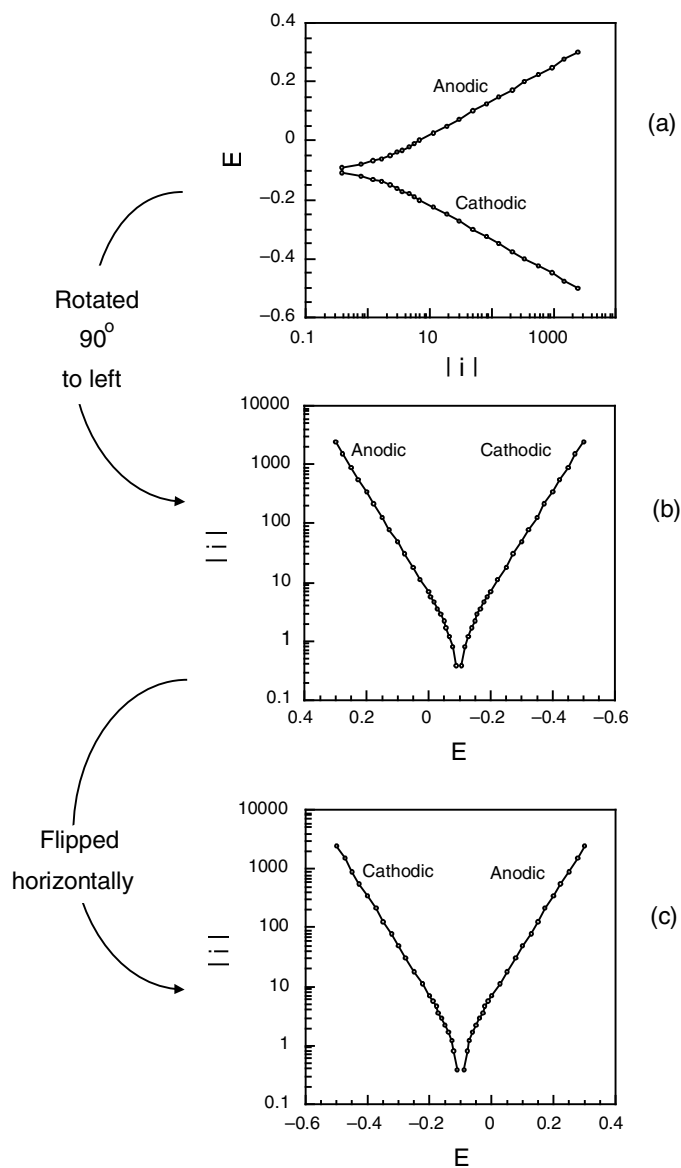 0.4
0.2
0
−0.2
−0.4
−0.6
E
Anodic
Cathodic
0.1 10 1000
| i |
(a)
Rotated
90°
to left
10000
1000
100
10
1
0.1
| i |
Anodic Cathodic
0.4 0.2 0 −0.2 −0.4 −0.6
E
(b)
Flipped
horizontally
10000
1000
100
10
1
0.1
| i |
Cathodic Anodic
−0.6 −0.4 −0.2 0 0.2 0.4
E
(c)